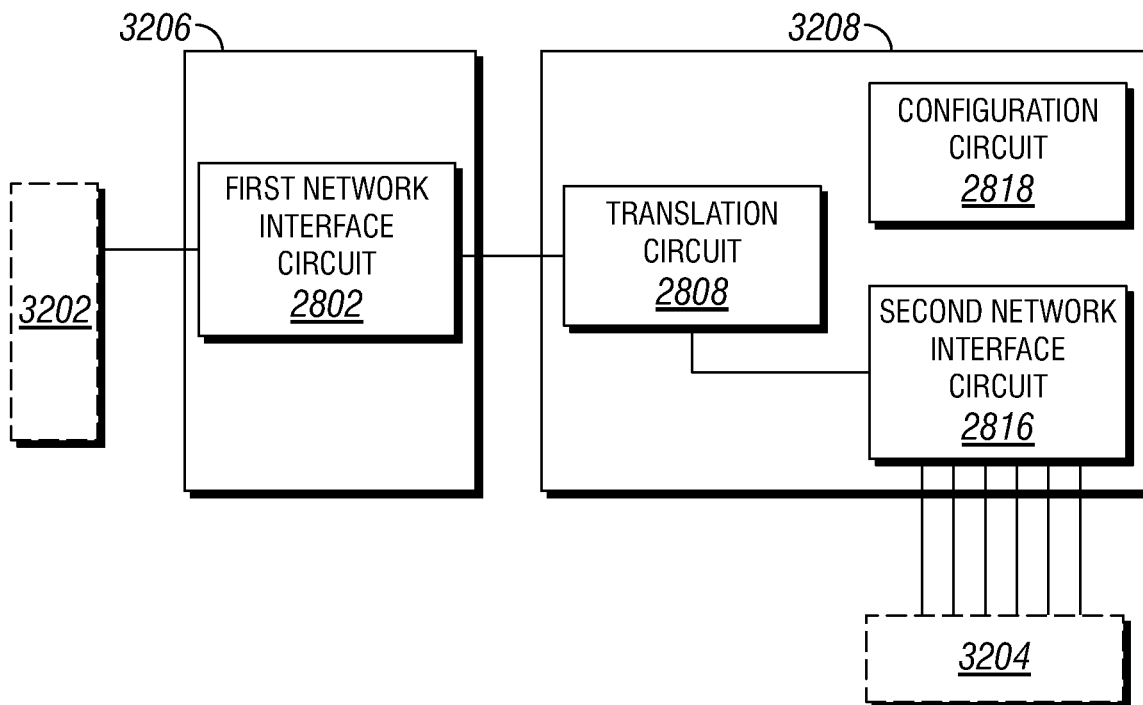 3206
3208
CONFIGURATION
CIRCUIT
2818
FIRST NETWORK
INTERFACE
CIRCUIT
2802
TRANSLATION
CIRCUIT
2808
3202
SECOND NETWORK
INTERFACE
CIRCUIT
2816
3204